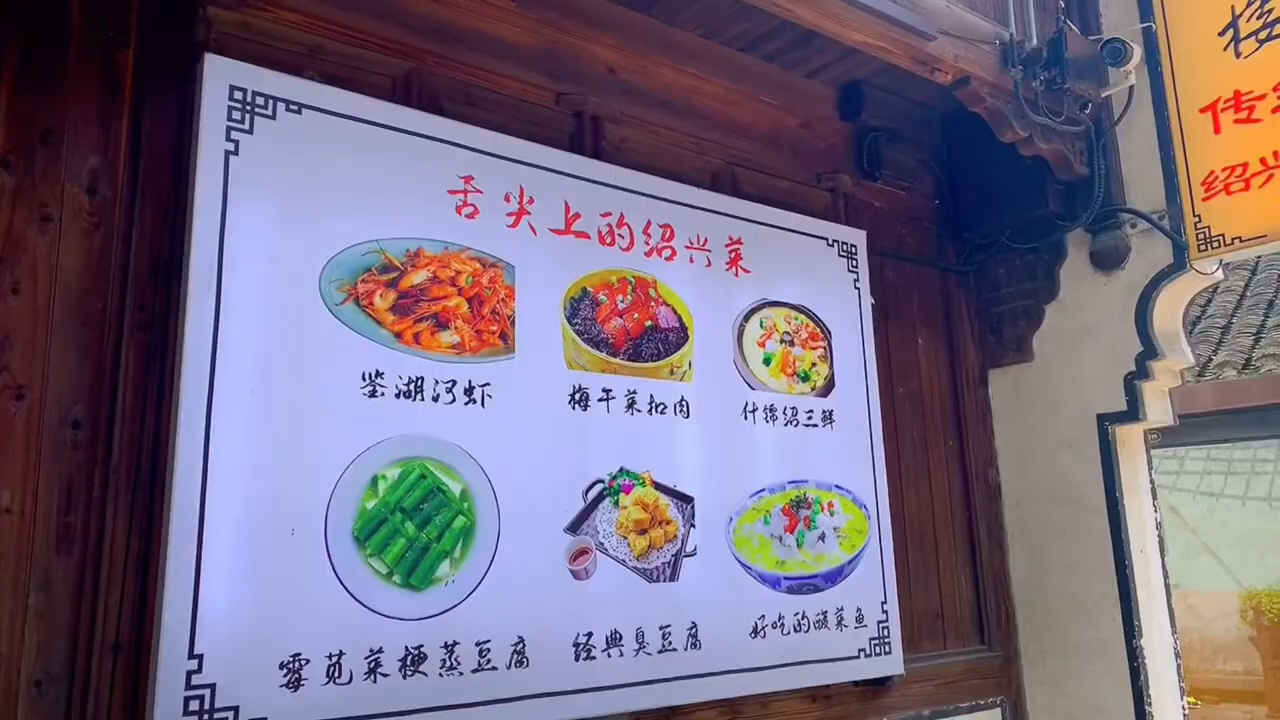 舌尖上的绍兴菜
鉴湖河虾
梅干菜扣肉
什锦绍三鲜
霉苋菜梗蒸豆腐
经典臭豆腐
好吃的酸菜鱼
传
绍兴